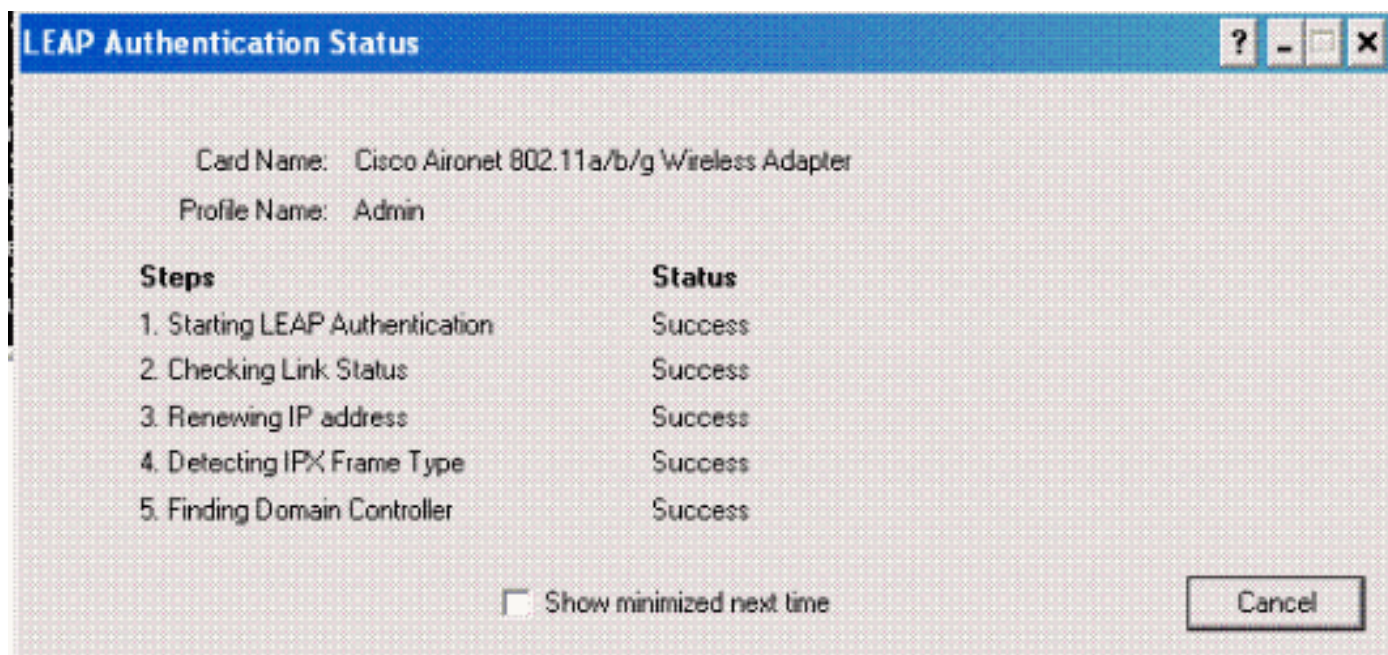 LEAP Authentication Status
Card Name: Cisco Aironet 802.11a/b/g Wireless Adapter
Profile Name: Admin
Steps Status
1. Starting LEAP Authentication Success
2. Checking Link Status Success
3. Renewing IP address Success
4. Detecting IPX Frame Type Success
5. Finding Domain Controller Success
Show minimized next time
Cancel